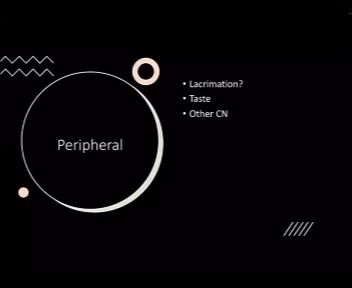 Peripheral
• Lacrimation?
• Taste
• Other CN